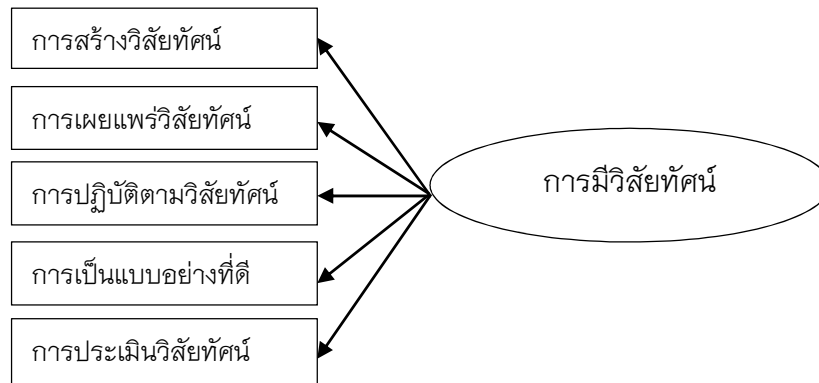 การสร้างวิสัยทัศน์
การเผยแพร่วิสัยทัศน์
การปฏิบัติตามวิสัยทัศน์
การเป็นแบบอย่างที่ดี
การประเมินวิสัยทัศน์
การมีวิสัยทัศน์